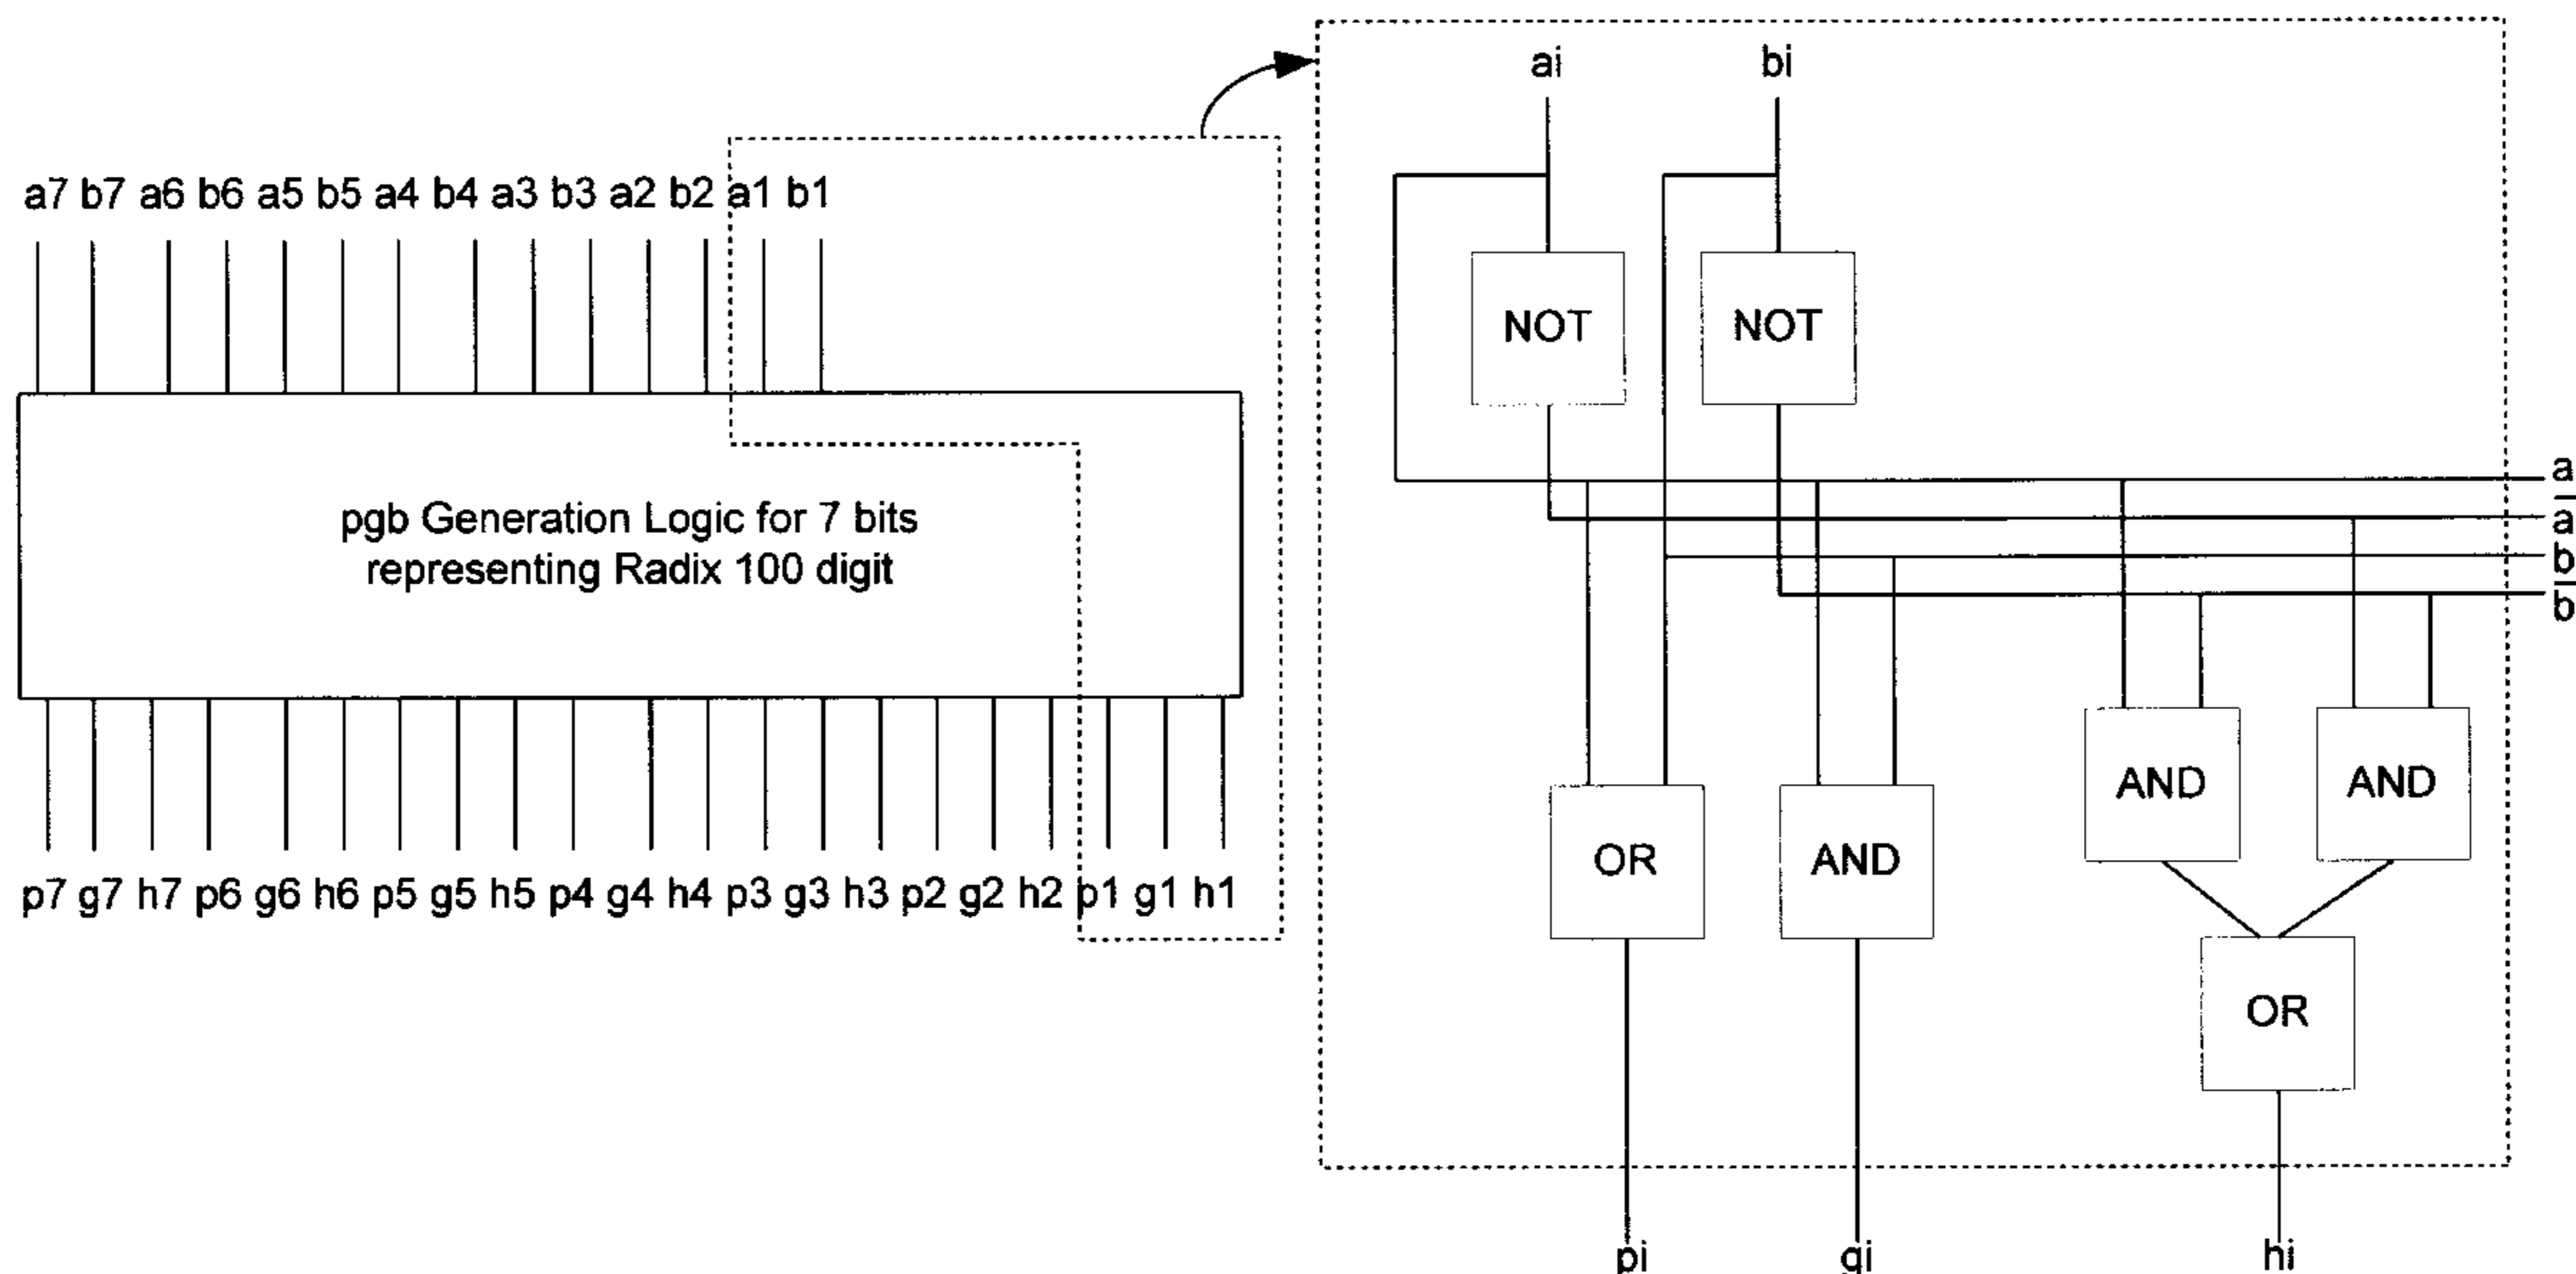 a7 b7 a6 b6 a5 b5 a4 b4 a3 b3 a2 b2 a1 b1
pgb Generation Logic for 7 bits
representing Radix 100 digit
p7 g7 h7 p6 g6 h6 p5 g5 h5 p4 g4 h4 p3 g3 h3 p2 g2 h2 p1 g1 h1
ai bi
NOT NOT
a
a̅
b
b̅
AND AND
OR AND
OR
pi gi hi